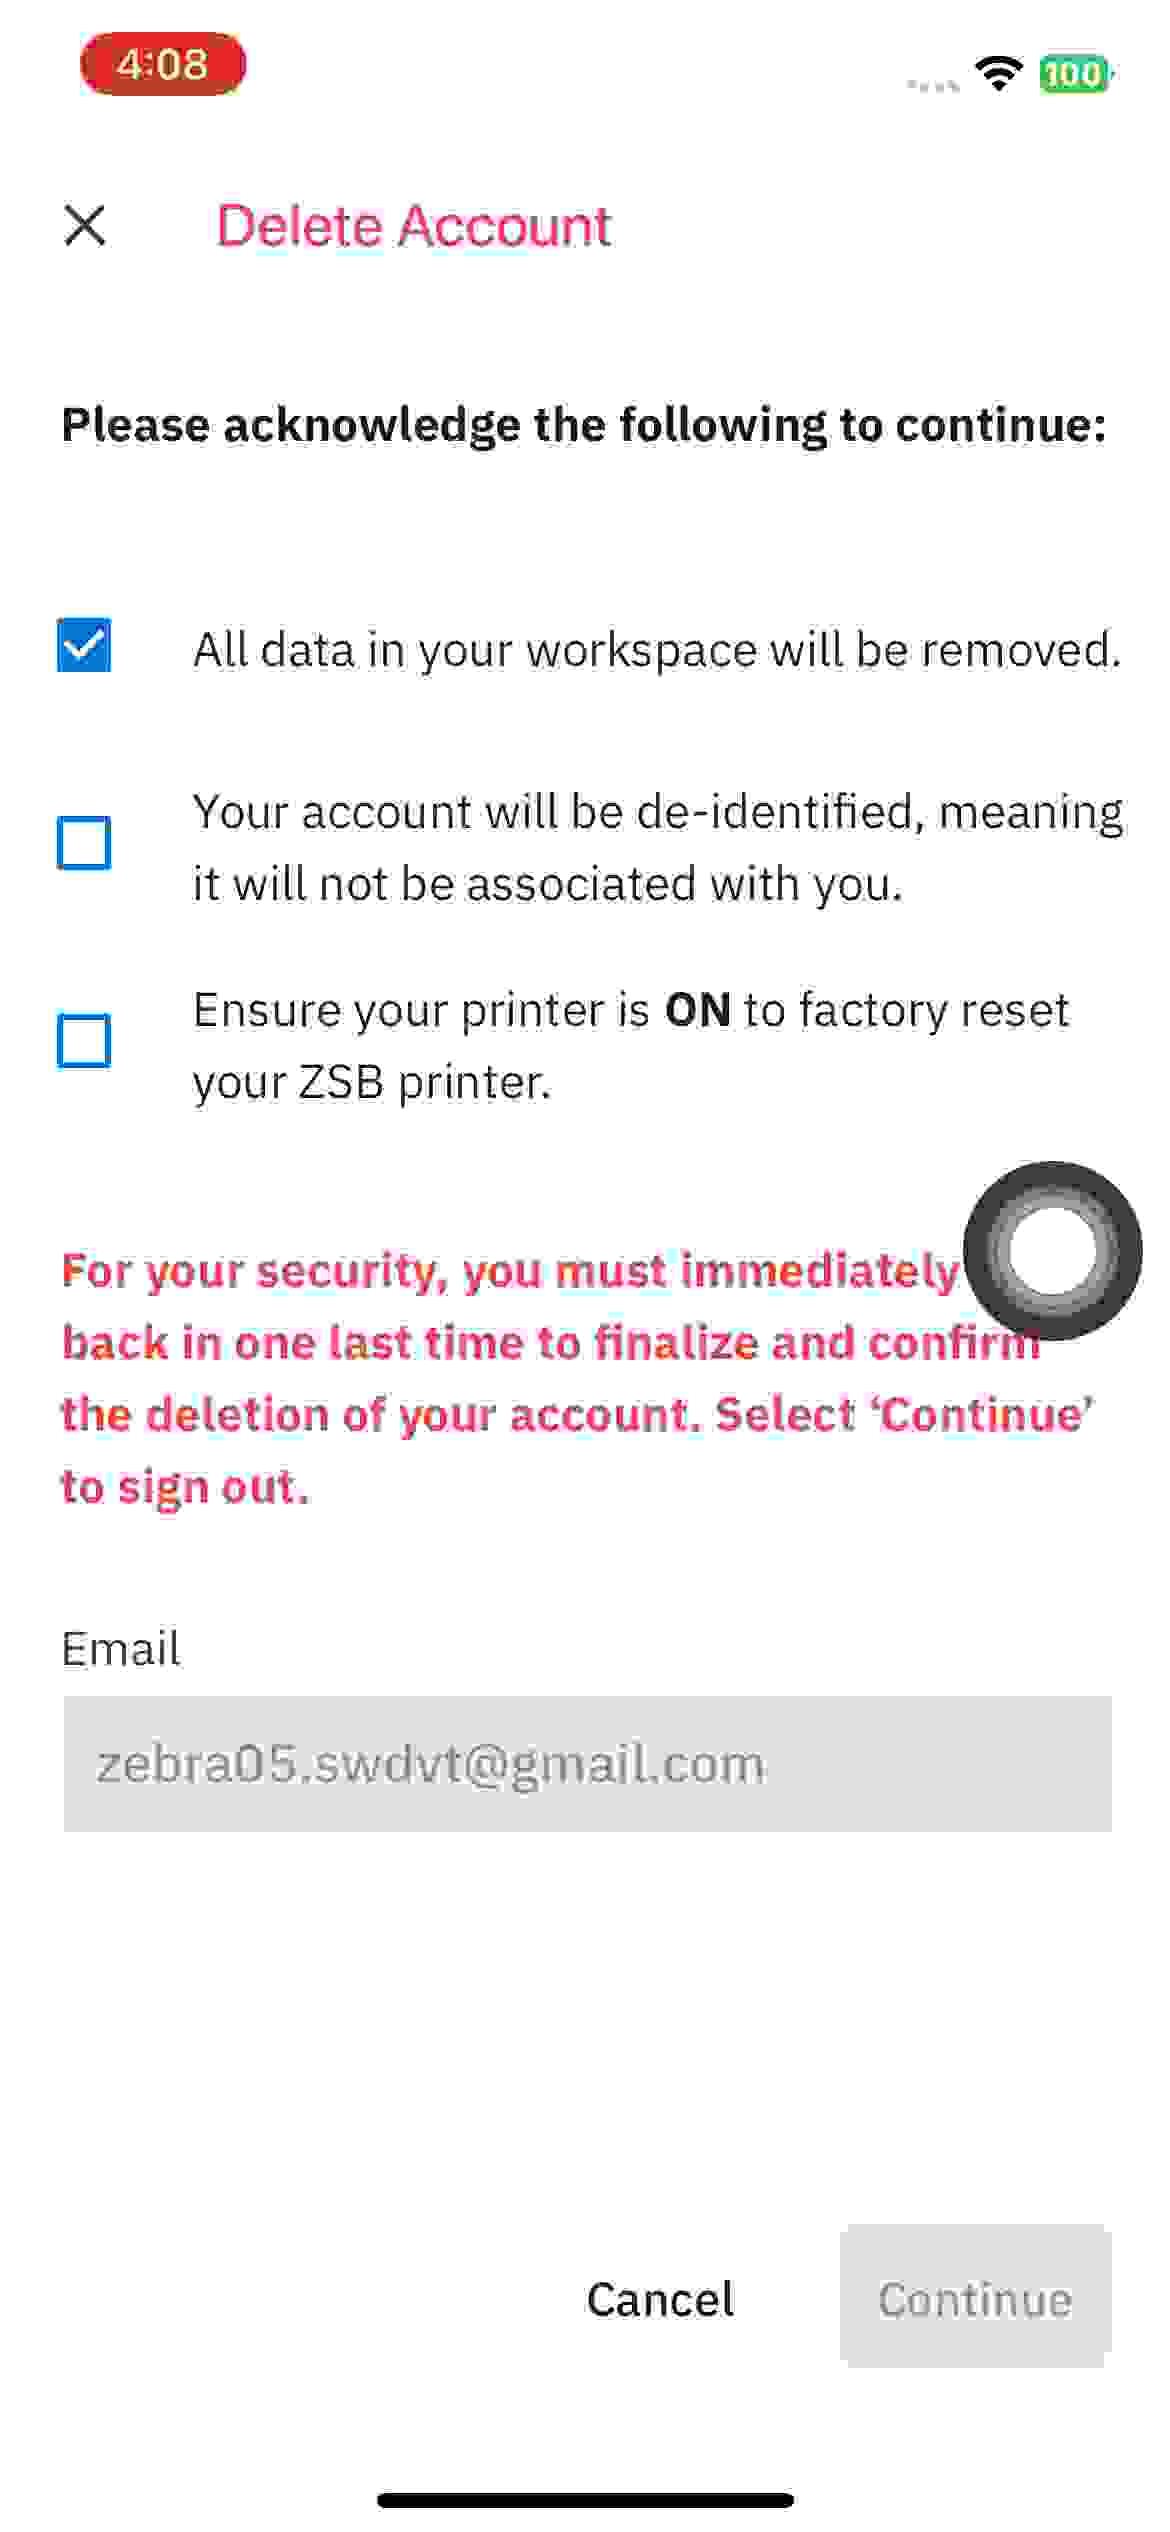 4:08
100
Delete Account
Please acknowledge the following to continue:
All data in your workspace will be removed.
Your account will be de-identified, meaning
it will not be associated with you.
Ensure your printer is ON to factory reset
your ZSB printer.
For your security, you must immediately
back in one last time to finalize and confirm
the deletion of your account. Select ‘Continue’
to sign out.
Email
zebra05.swdvt@gmail.com
Cancel
Continue